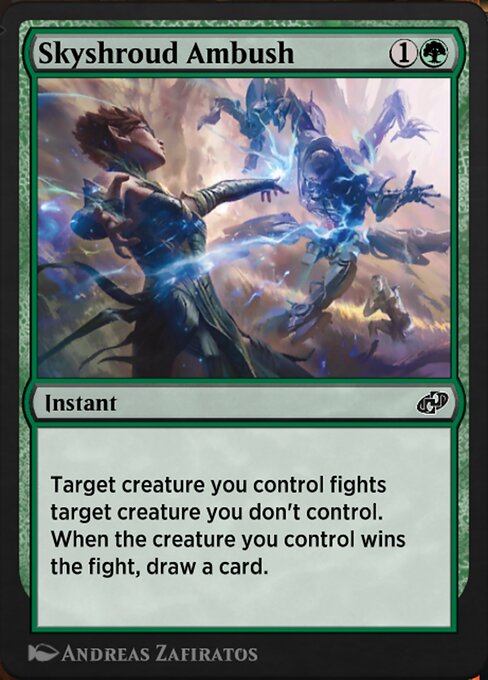 Skyshroud Ambush 1
Instant
Target creature you control fights
target creature you don't control.
When the creature you control wins
the fight, draw a card.
ANDREAS ZAFIRATOS